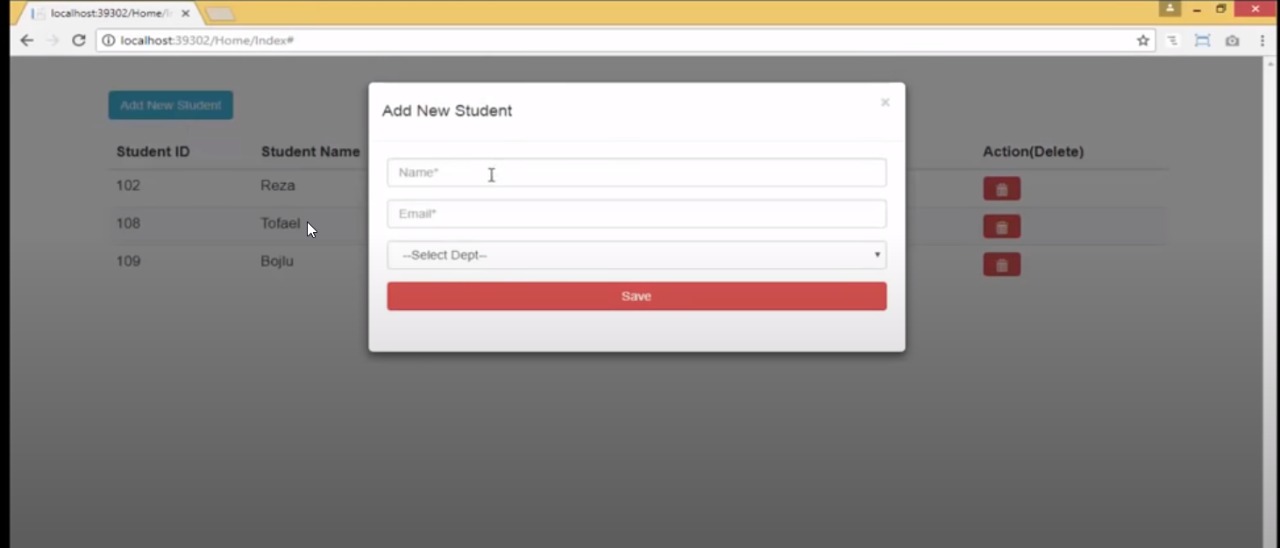 localhost:39302/Home/
localhost:39302/Home/Index#
Add New Student
Add New Student
Student ID Student Name Action(Delete)
Name*
102 Reza
Email*
108 Tofael
--Select Dept--
109 Bojlu
Save